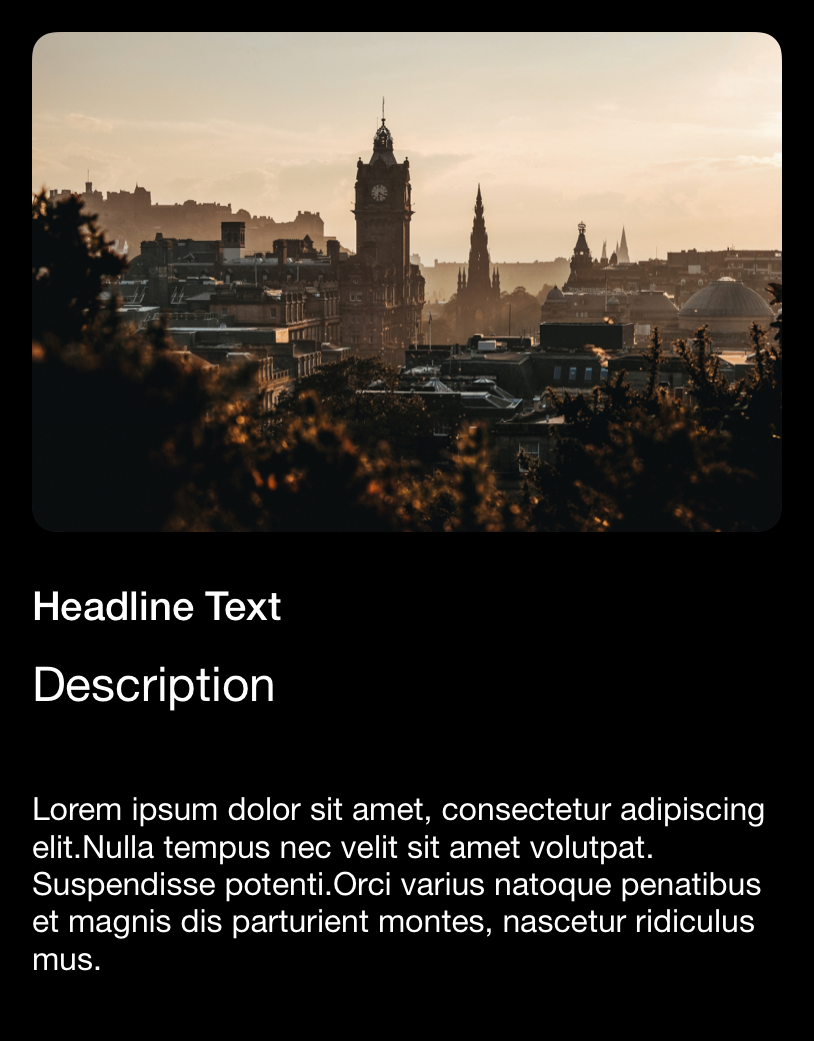 Headline Text
Description
Lorem ipsum dolor sit amet, consectetur adipiscing
elit.Nulla tempus nec velit sit amet volutpat.
Suspendisse potenti.Orci varius natoque penatibus
et magnis dis parturient montes, nascetur ridiculus
mus.